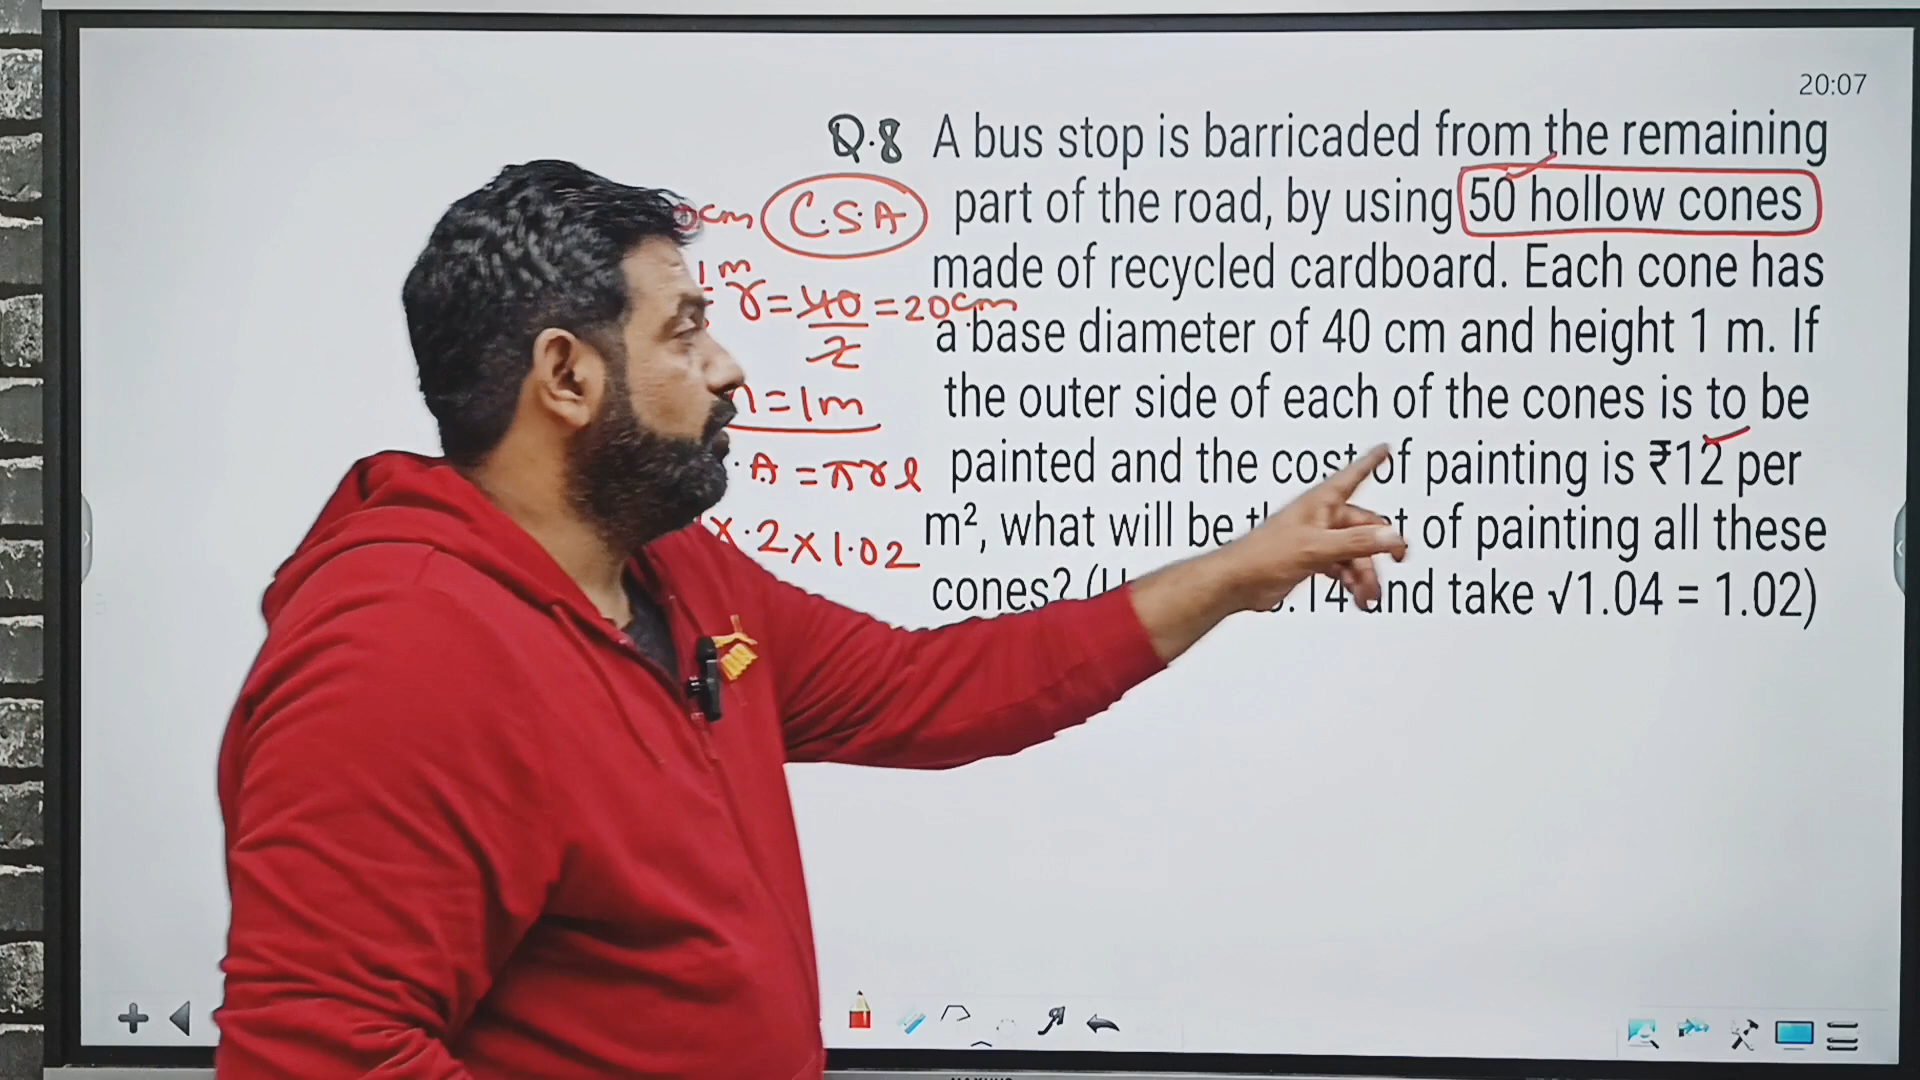 20:07
Q.8 A bus stop is barricaded from the remaining
part of the road, by using 50 hollow cones
made of recycled cardboard. Each cone has
a base diameter of 40 cm and height 1 m. If
the outer side of each of the cones is to be
painted and the cost of painting is ₹12 per
m², what will be of painting all these
cones? ( .14 and take √1.04 = 1.02)
cm C.S.A
1m
r = 40/2 = 20cm
h = 1m
. A = πrl
x .2 x 1.02